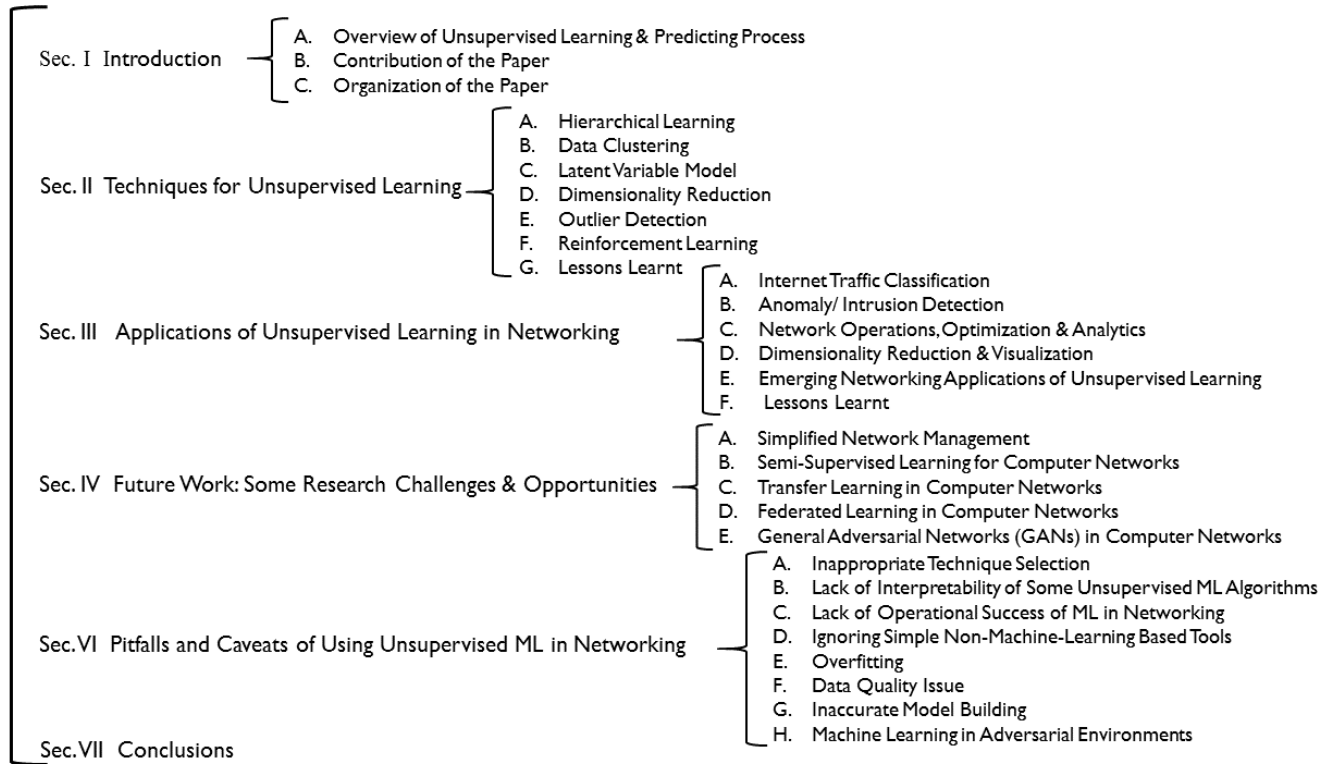 Sec. I Introduction
A. Overview of Unsupervised Learning & Predicting Process
B. Contribution of the Paper
C. Organization of the Paper
Sec. II Techniques for Unsupervised Learning
A. Hierarchical Learning
B. Data Clustering
C. Latent Variable Model
D. Dimensionality Reduction
E. Outlier Detection
F. Reinforcement Learning
G. Lessons Learnt
Sec. III Applications of Unsupervised Learning in Networking
A. Internet Traffic Classification
B. Anomaly/ Intrusion Detection
C. Network Operations, Optimization & Analytics
D. Dimensionality Reduction & Visualization
E. Emerging Networking Applications of Unsupervised Learning
F. Lessons Learnt
Sec. IV Future Work: Some Research Challenges & Opportunities
A. Simplified Network Management
B. Semi-Supervised Learning for Computer Networks
C. Transfer Learning in Computer Networks
D. Federated Learning in Computer Networks
E. General Adversarial Networks (GANs) in Computer Networks
Sec. VI Pitfalls and Caveats of Using Unsupervised ML in Networking
A. Inappropriate Technique Selection
B. Lack of Interpretability of Some Unsupervised ML Algorithms
C. Lack of Operational Success of ML in Networking
D. Ignoring Simple Non-Machine-Learning Based Tools
E. Overfitting
F. Data Quality Issue
G. Inaccurate Model Building
H. Machine Learning in Adversarial Environments
Sec. VII Conclusions